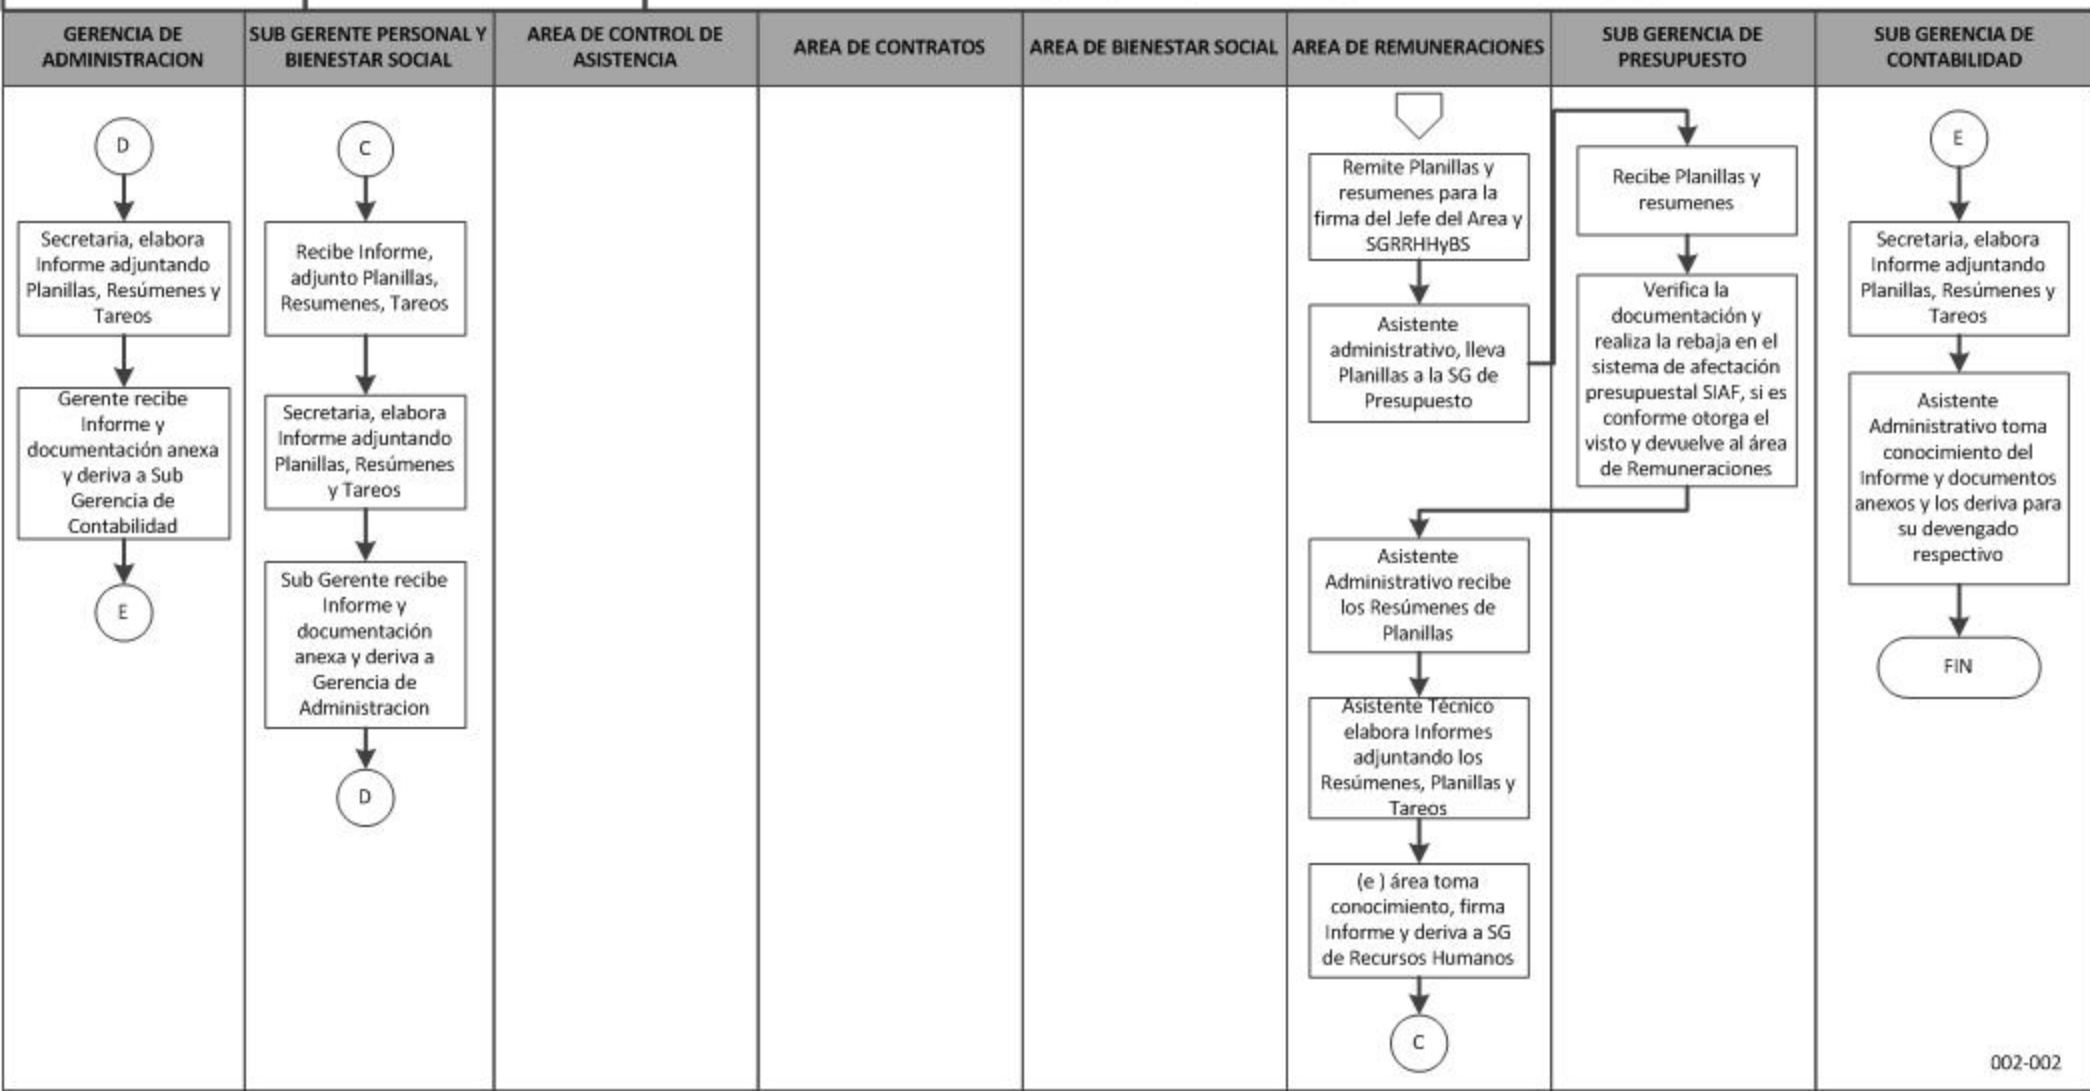 GERENCIA DE
ADMINISTRACION
SUB GERENTE PERSONAL Y
BIENESTAR SOCIAL
AREA DE CONTROL DE
ASISTENCIA
AREA DE CONTRATOS
AREA DE BIENESTAR SOCIAL
AREA DE REMUNERACIONES
SUB GERENCIA DE
PRESUPUESTO
SUB GERENCIA DE
CONTABILIDAD
D
Secretaria, elabora
Informe adjuntando
Planillas, Resúmenes y
Tareos
Gerente recibe
Informe y
documentación anexa
y deriva a Sub
Gerencia de
Contabilidad
E
C
Recibe Informe,
adjunto Planillas,
Resumenes, Tareos
Secretaria, elabora
Informe adjuntando
Planillas, Resúmenes
y Tareos
Sub Gerente recibe
Informe y
documentación
anexa y deriva a
Gerencia de
Administracion
D
Remite Planillas y
resumenes para la
firma del Jefe del Area y
SGRRHHyBS
Asistente
administrativo, lleva
Planillas a la SG de
Presupuesto
Asistente
Administrativo recibe
los Resúmenes de
Planillas
Asistente Técnico
elabora Informes
adjuntando los
Resúmenes, Planillas y
Tareos
(e ) área toma
conocimiento, firma
Informe y deriva a SG
de Recursos Humanos
C
Recibe Planillas y
resumenes
Verifica la
documentación y
realiza la rebaja en el
sistema de afectación
presupuestal SIAF, si es
conforme otorga el
visto y devuelve al área
de Remuneraciones
E
Secretaria, elabora
Informe adjuntando
Planillas, Resúmenes y
Tareos
Asistente
Administrativo toma
conocimiento del
Informe y documentos
anexos y los deriva para
su devengado
respectivo
FIN
002-002